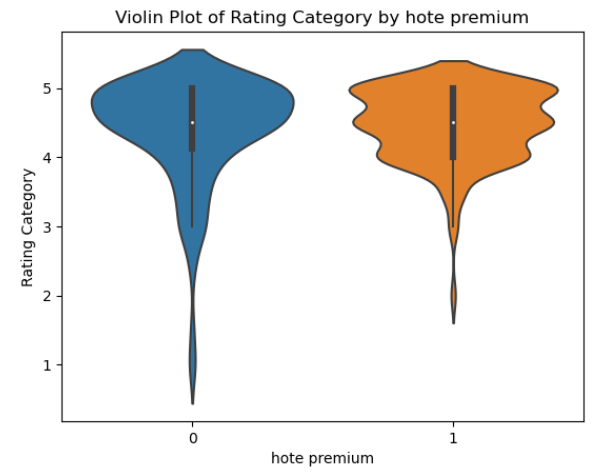 Violin Plot of Rating Category by hote premium
Rating Category
5
4
3
2
1
0
1
hote premium